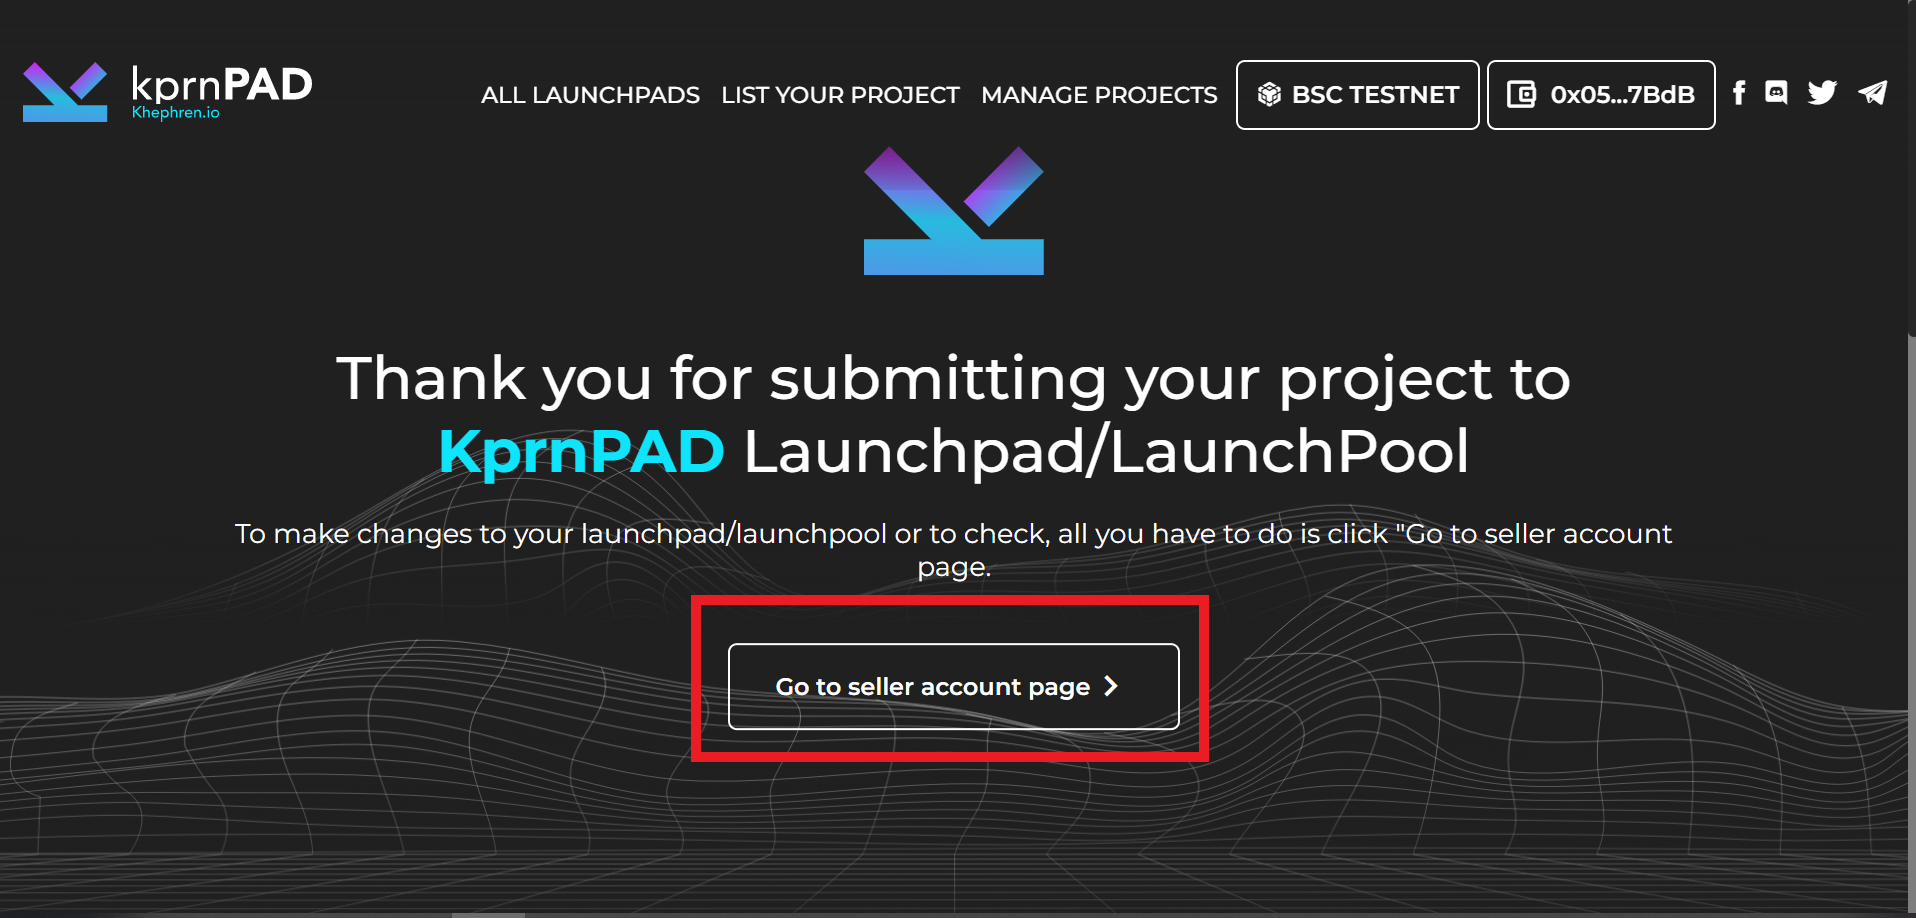 kprnPAD
Khephren.io
ALL LAUNCHPADS LIST YOUR PROJECT MANAGE PROJECTS BSC TESTNET 0x05...7BdB
Thank you for submitting your project to
KprnPAD Launchpad/LaunchPool
To make changes to your launchpad/launchpool or to check, all you have to do is click "Go to seller account
page.
Go to seller account page